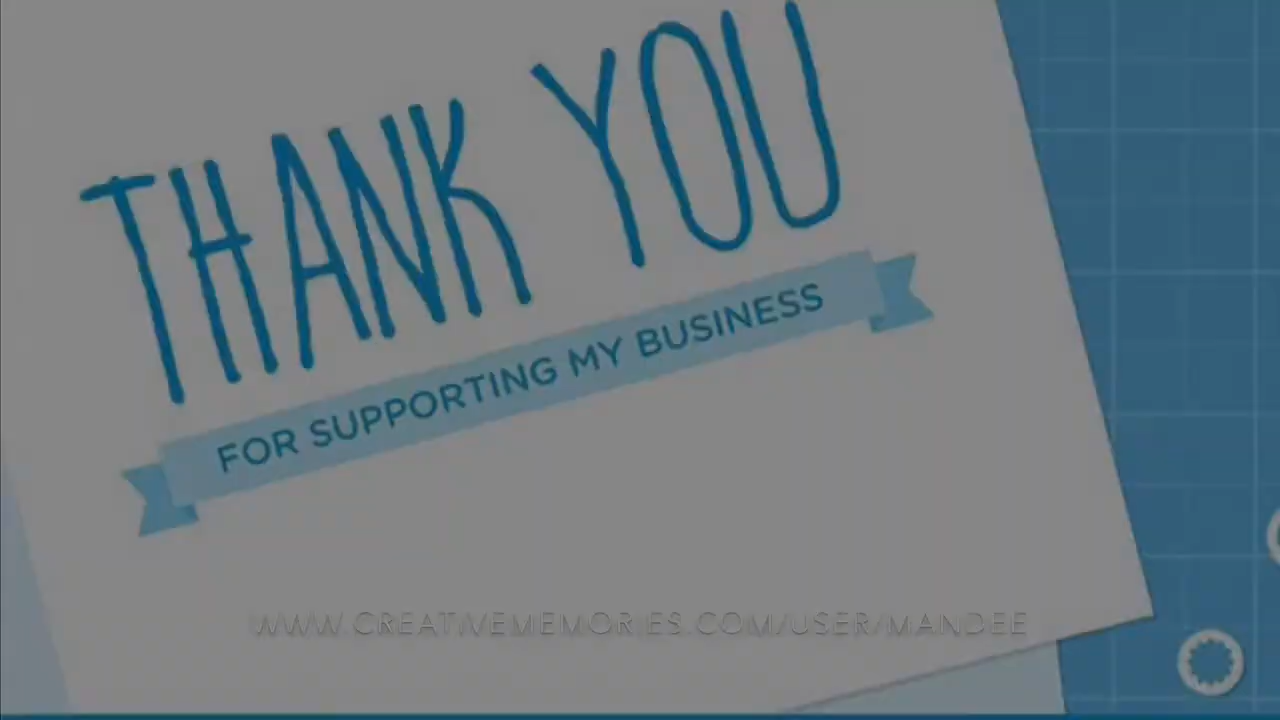 THANK YOU
FOR SUPPORTING MY BUSINESS
WWW.CREATIVEMEMORIES.COM/USER/MANDEE